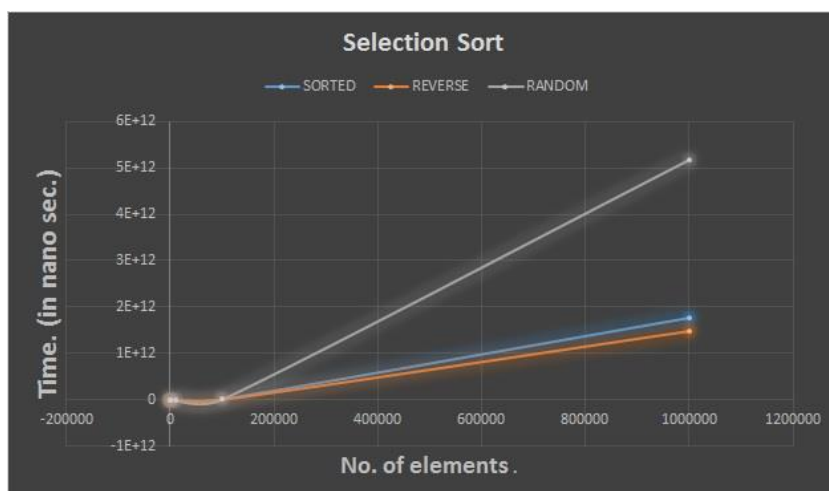 Selection Sort
SORTED REVERSE RANDOM
6E+12
5E+12
4E+12
3E+12
2E+12
1E+12
0
-200000 0 200000 400000 600000 800000 1000000 1200000
-1E+12
Time. (in nano sec.)
No. of elements.